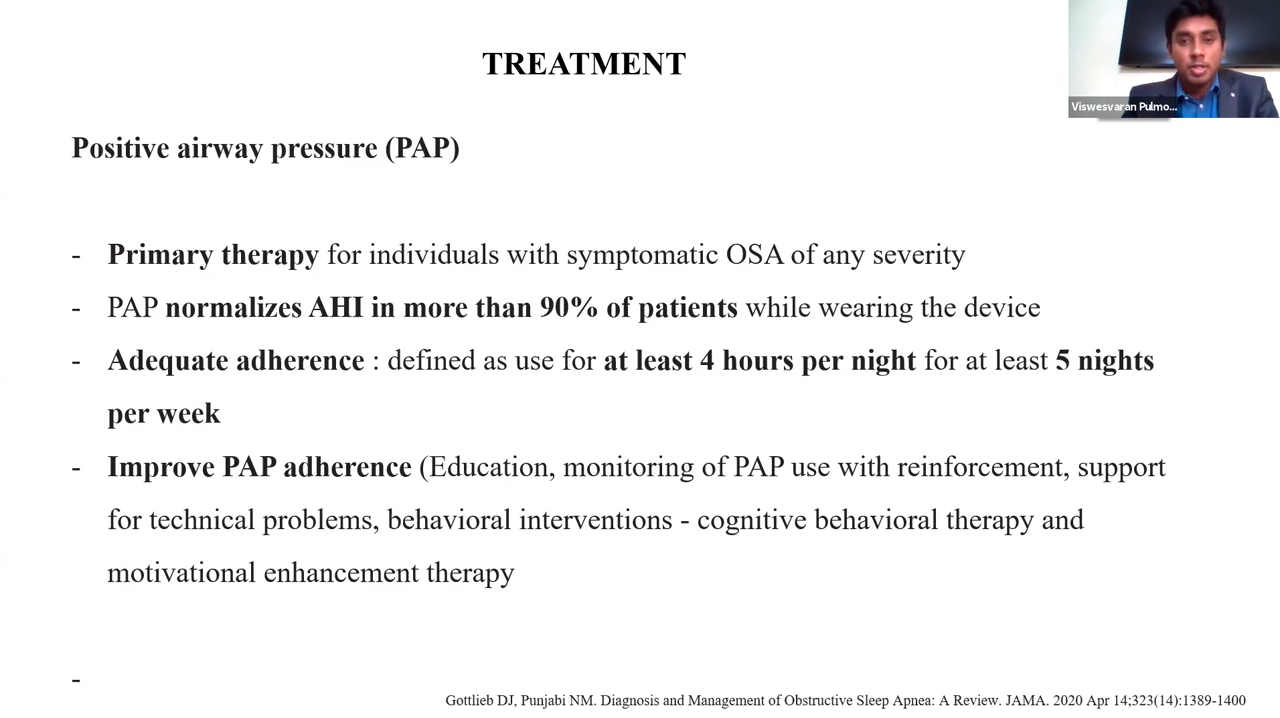 TREATMENT
Viswesvaran Pulmo...
Positive airway pressure (PAP)
- Primary therapy for individuals with symptomatic OSA of any severity
- PAP normalizes AHI in more than 90% of patients while wearing the device
- Adequate adherence : defined as use for at least 4 hours per night for at least 5 nights
per week
- Improve PAP adherence (Education, monitoring of PAP use with reinforcement, support
for technical problems, behavioral interventions - cognitive behavioral therapy and
motivational enhancement therapy
-
Gottlieb DJ, Punjabi NM. Diagnosis and Management of Obstructive Sleep Apnea: A Review. JAMA. 2020 Apr 14;323(14):1389-1400